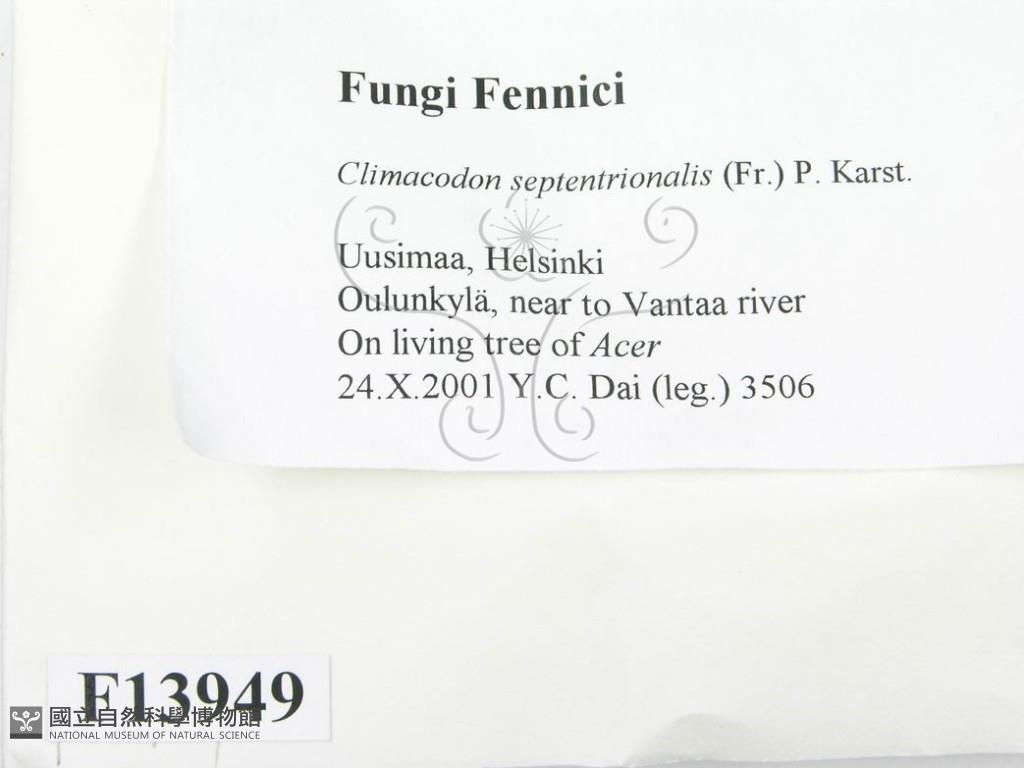 Fungi Fennici
Climacodon septentrionalis (Fr.) P. Karst.
Uusimaa, Helsinki
Oulunkylä, near to Vantaa river
On living tree of Acer
24.X.2001 Y.C. Dai (leg.) 3506
F13949
國立自然科學博物館
NATIONAL MUSEUM OF NATURAL SCIENCE